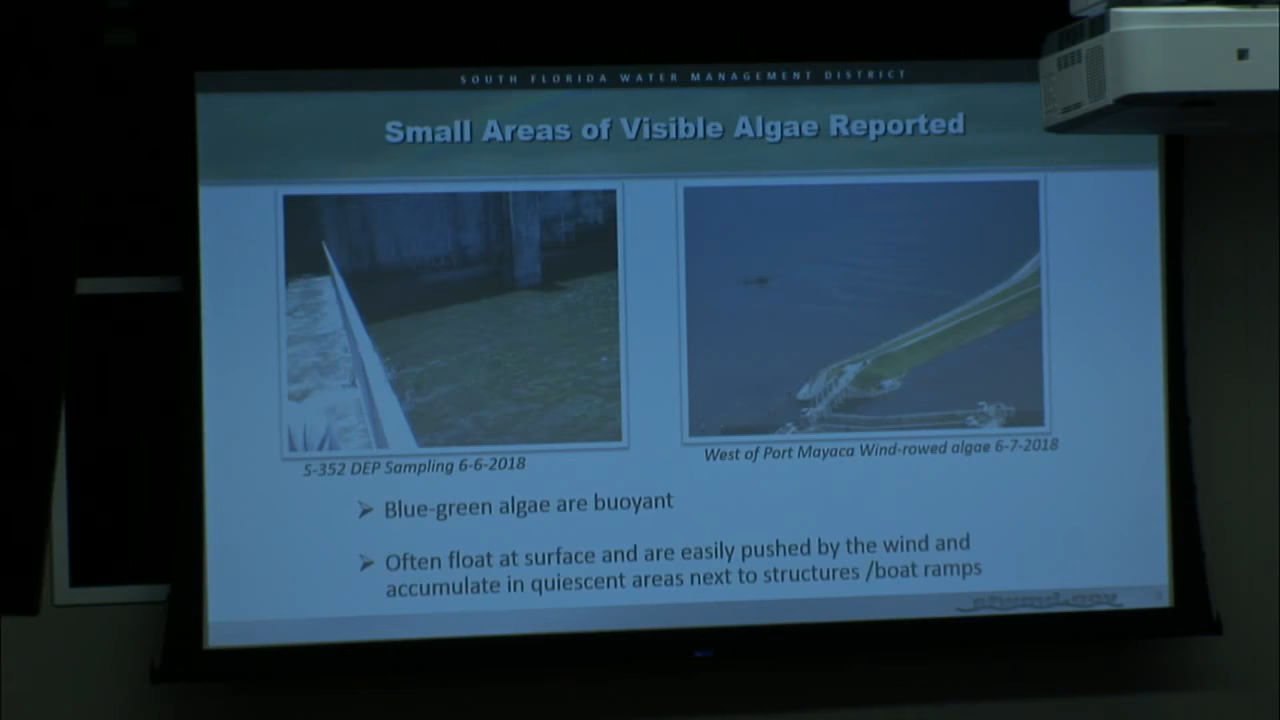 SOUTH FLORIDA WATER MANAGEMENT DISTRICT
Small Areas of Visible Algae Reported
S-352 DEP Sampling 6-6-2018
West of Port Mayaca Wind-rowed algae 6-7-2018
Blue-green algae are buoyant
Often float at surface and are easily pushed by the wind and
accumulate in quiescent areas next to structures /boat ramps